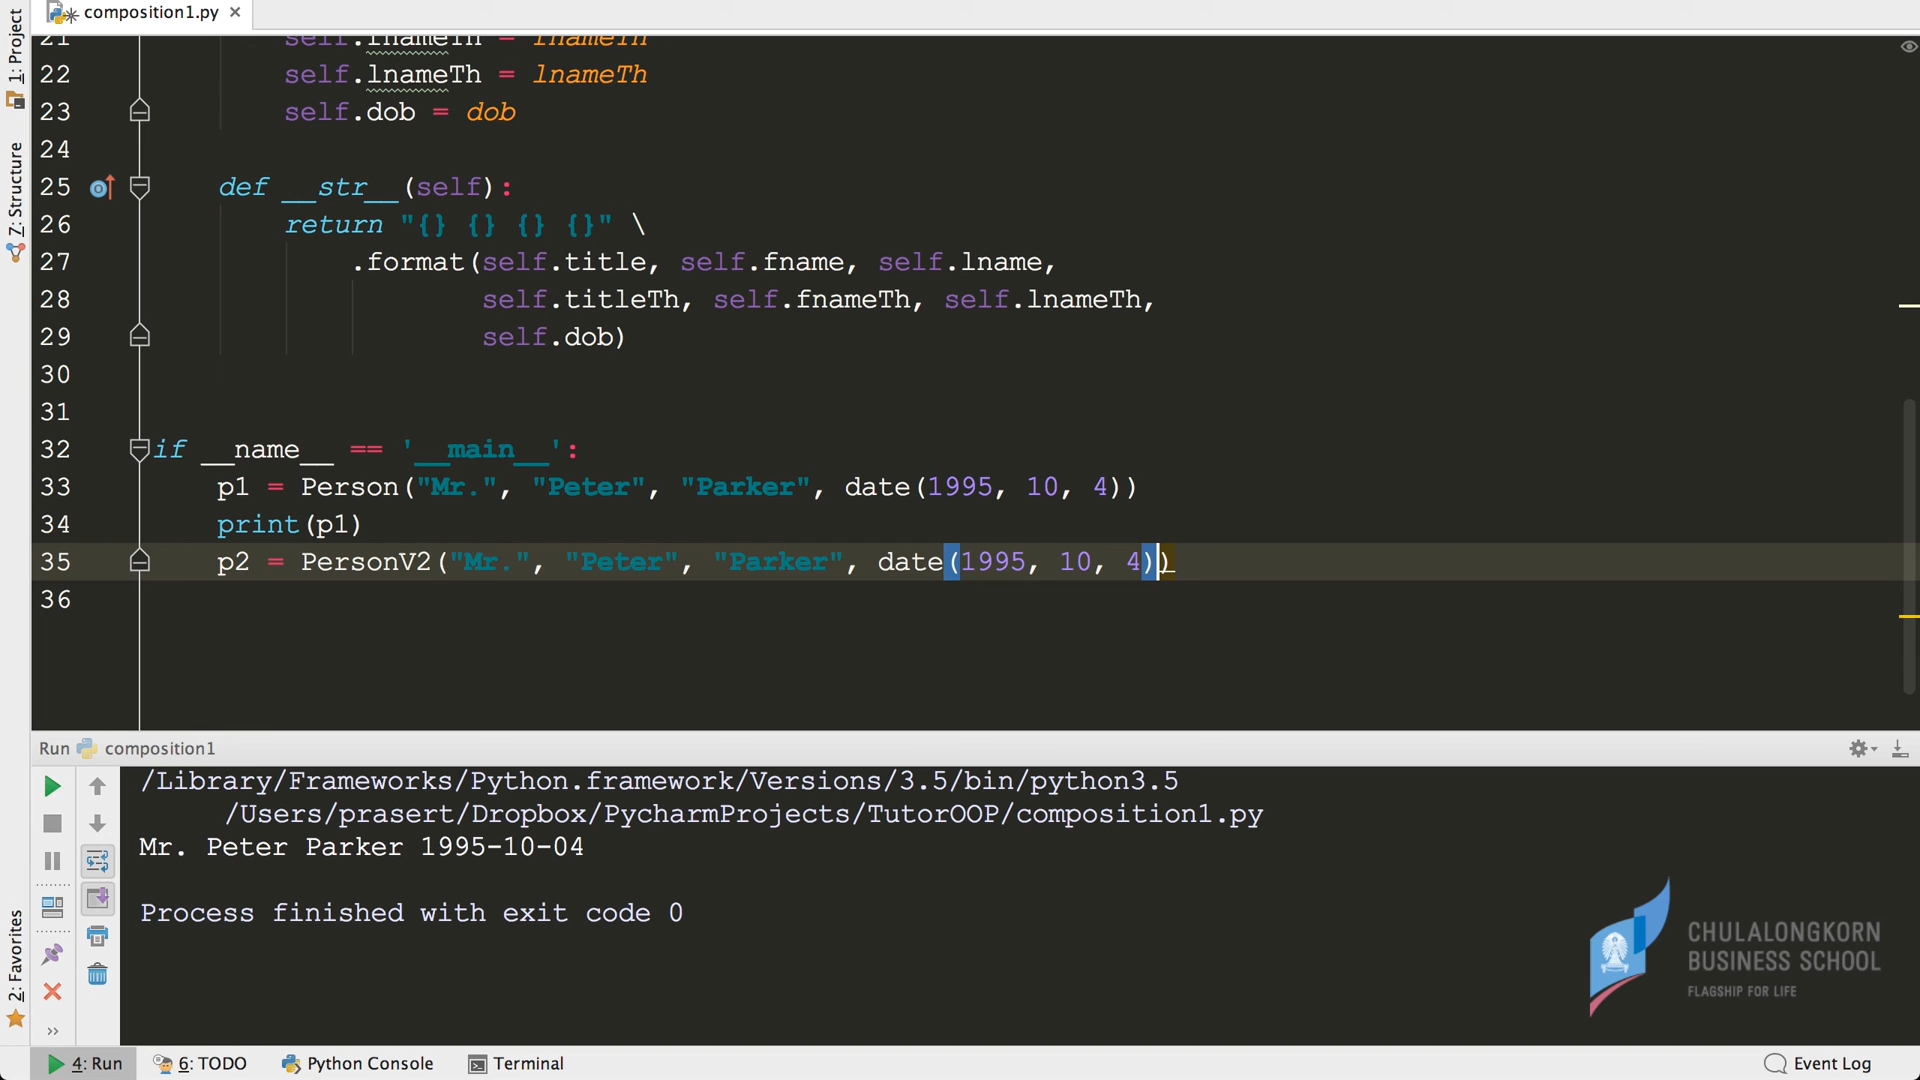 composition1.py
1: Project
7: Structure
2: Favorites
21 self.lnameTh = lnameTh
22 self.lnameTh = lnameTh
23 self.dob = dob
24
25 def __str__(self):
26 return "{} {} {} {}" \
27 .format(self.title, self.fname, self.lname,
28 self.titleTh, self.fnameTh, self.lnameTh,
29 self.dob)
30
31
32 if __name__ == '__main__':
33 p1 = Person("Mr.", "Peter", "Parker", date(1995, 10, 4))
34 print(p1)
35 p2 = PersonV2("Mr.", "Peter", "Parker", date(1995, 10, 4))
36
Run composition1
/Library/Frameworks/Python.framework/Versions/3.5/bin/python3.5
/Users/prasert/Dropbox/PycharmProjects/TutorOOP/composition1.py
Mr. Peter Parker 1995-10-04
Process finished with exit code 0
CHULALONGKORN
BUSINESS SCHOOL
FLAGSHIP FOR LIFE
4: Run 6: TODO Python Console Terminal Event Log